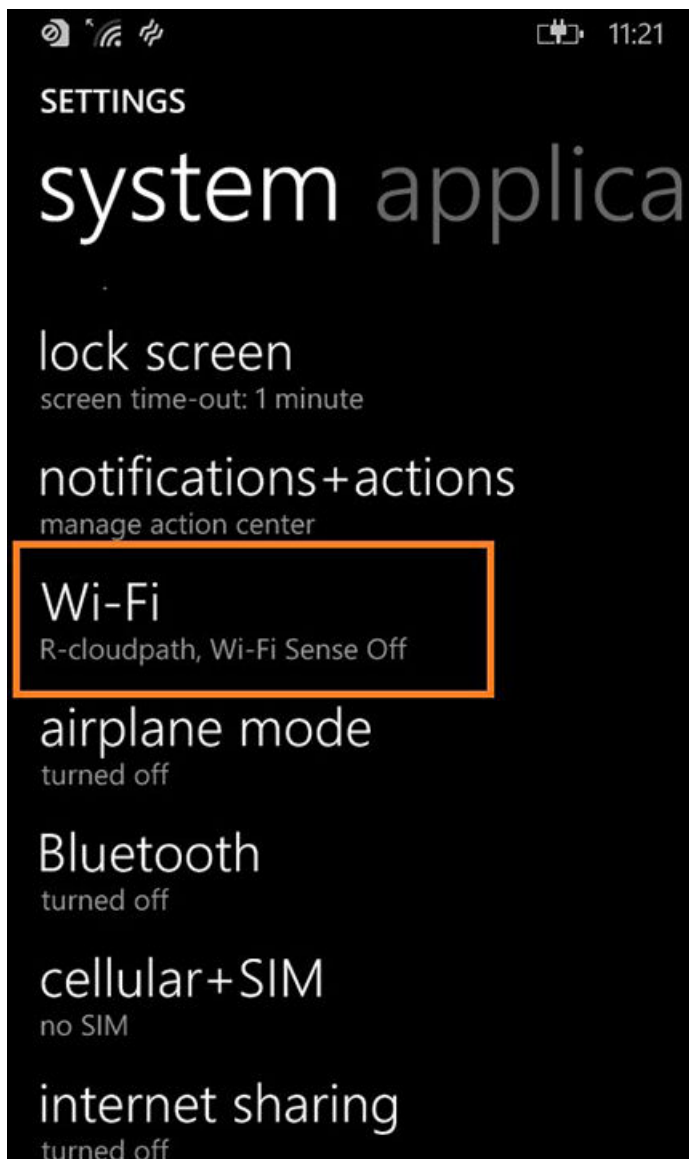 11:21
SETTINGS
system applica
lock screen
screen time-out: 1 minute
notifications+actions
manage action center
Wi-Fi
R-cloudpath, Wi-Fi Sense Off
airplane mode
turned off
Bluetooth
turned off
cellular+SIM
no SIM
internet sharing
turned off